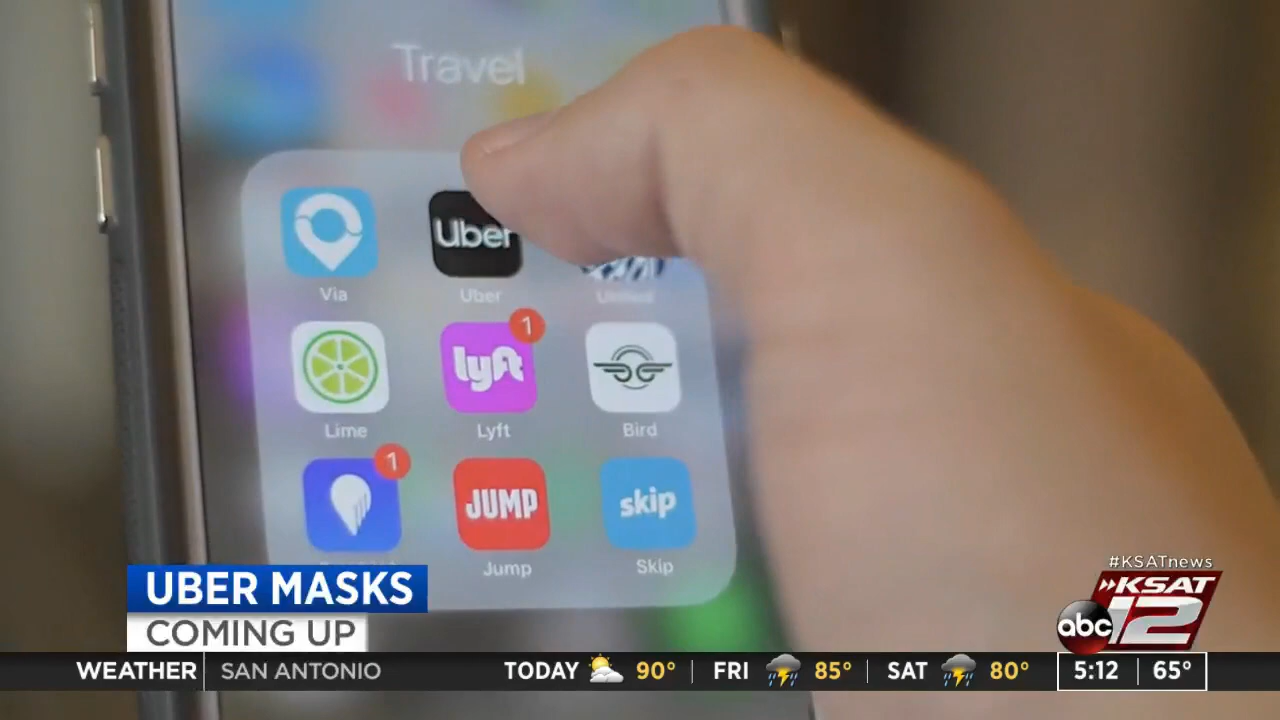 Travel
Uber
Via
Uber
United
1
lyft
Lime
Lyft
Bird
1
JUMP
skip
Jump
Skip
UBER MASKS
COMING UP
#KSATnews
KSAT
abc 12
WEATHER SAN ANTONIO TODAY 90° FRI 85° SAT 80° 5:12 65°